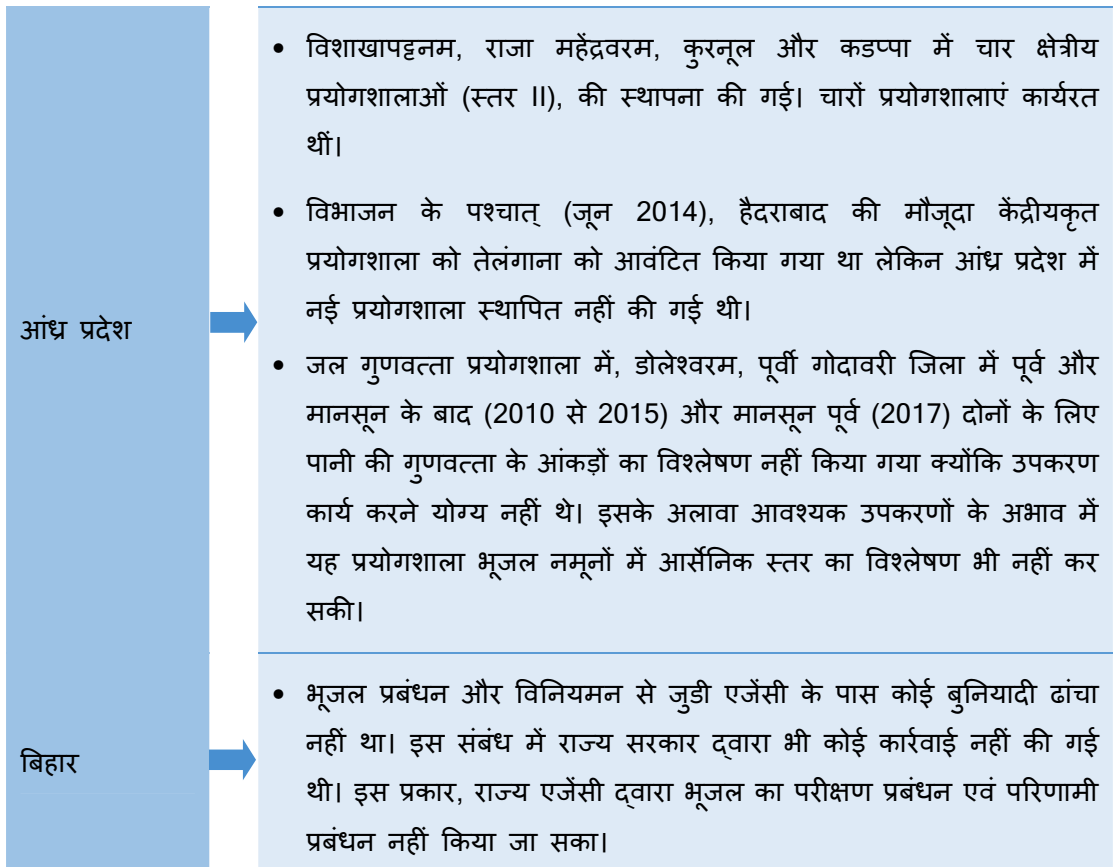 आंध्र प्रदेश
• विशाखापट्टनम, राजा महेंद्रवरम, कुरनूल और कडप्पा में चार क्षेत्रीय
प्रयोगशालाओं (स्तर II), की स्थापना की गई। चारों प्रयोगशालाएं कार्यरत
थीं।
• विभाजन के पश्चात् (जून 2014), हैदराबाद की मौजूदा केंद्रीयकृत
प्रयोगशाला को तेलंगाना को आवंटित किया गया था लेकिन आंध्र प्रदेश में
नई प्रयोगशाला स्थापित नहीं की गई थी।
• जल गुणवत्ता प्रयोगशाला में, डोलेश्वरम, पूर्वी गोदावरी जिला में पूर्व और
मानसून के बाद (2010 से 2015) और मानसून पूर्व (2017) दोनों के लिए
पानी की गुणवत्ता के आंकड़ों का विश्लेषण नहीं किया गया क्योंकि उपकरण
कार्य करने योग्य नहीं थे। इसके अलावा आवश्यक उपकरणों के अभाव में
यह प्रयोगशाला भूजल नमूनों में आर्सेनिक स्तर का विश्लेषण भी नहीं कर
सकी।
बिहार
• भूजल प्रबंधन और विनियमन से जुडी एजेंसी के पास कोई बुनियादी ढांचा
नहीं था। इस संबंध में राज्य सरकार द्वारा भी कोई कार्रवाई नहीं की गई
थी। इस प्रकार, राज्य एजेंसी द्वारा भूजल का परीक्षण प्रबंधन एवं परिणामी
प्रबंधन नहीं किया जा सका।